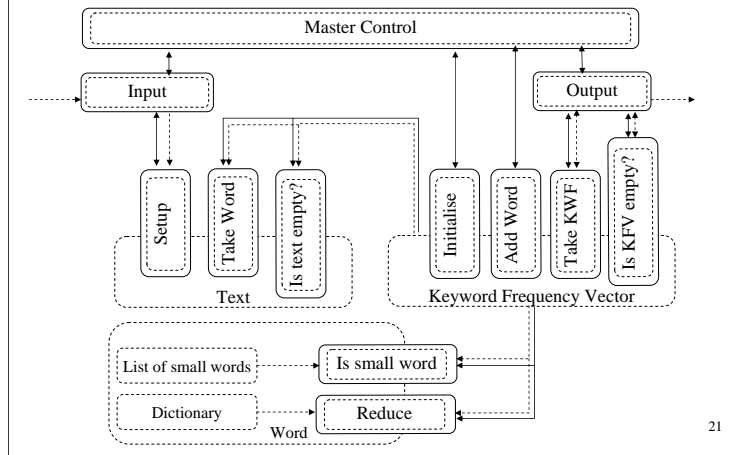 Master Control
Input
Output
Setup
Take Word
Is text empty?
Initialise
Add Word
Take KWF
Is KFV empty?
Text
Keyword Frequency Vector
List of small words
Is small word
Dictionary
Reduce
Word
21